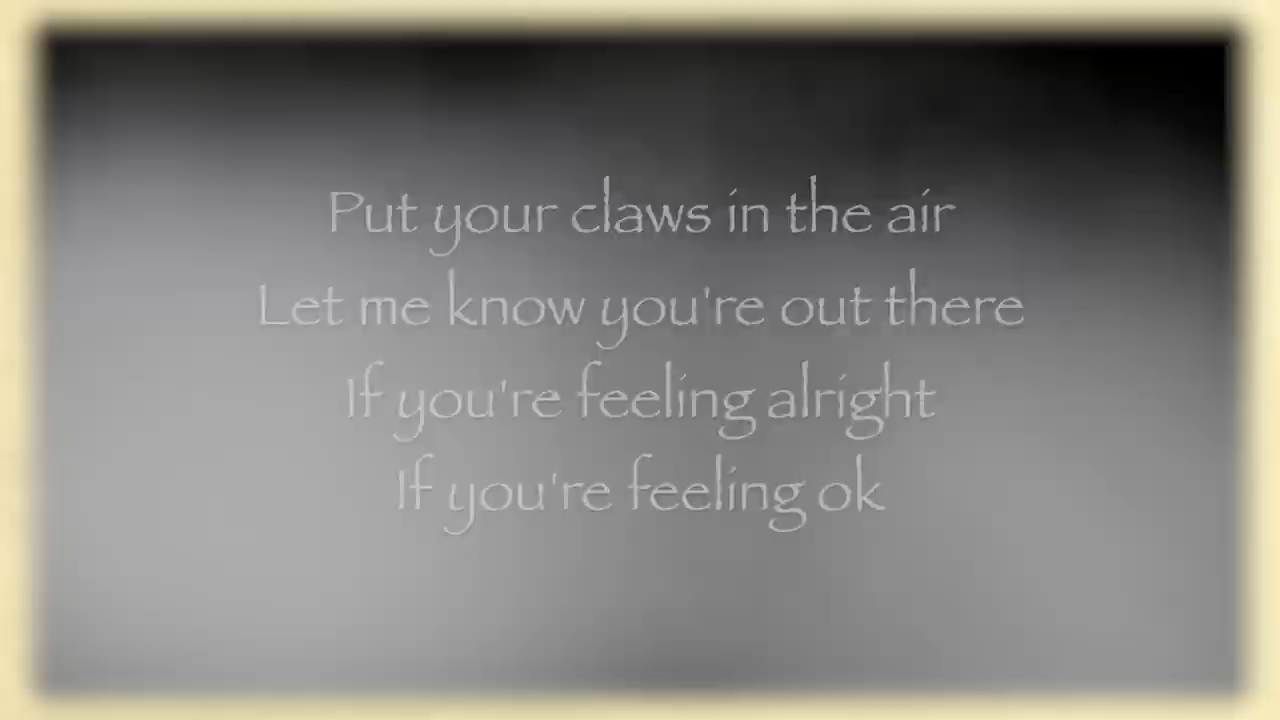 Put your claws in the air
Let me know you're out there
If you're feeling alright
If you're feeling ok